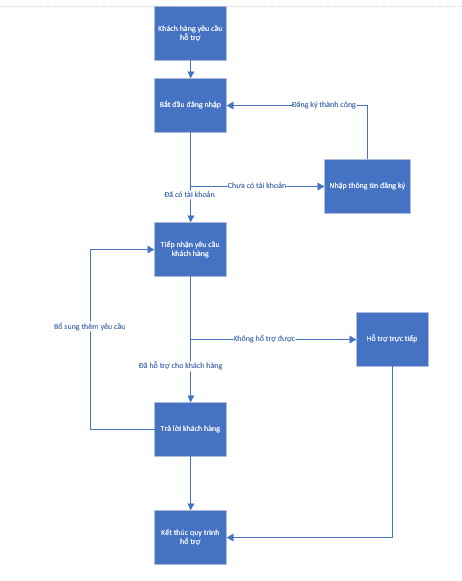 Khách hàng yêu cầu
hỗ trợ
Bắt đầu đăng nhập
Đăng ký thành công
Chưa có tài khoản
Nhập thông tin đăng ký
Đã có tài khoản
Tiếp nhận yêu cầu
khách hàng
Bổ sung thêm yêu cầu
Không hổ trợ được
Hỗ trợ trực tiếp
Đã hỗ trợ cho khách hàng
Trả lời khách hàng
Kết thúc quy trình
hổ trợ